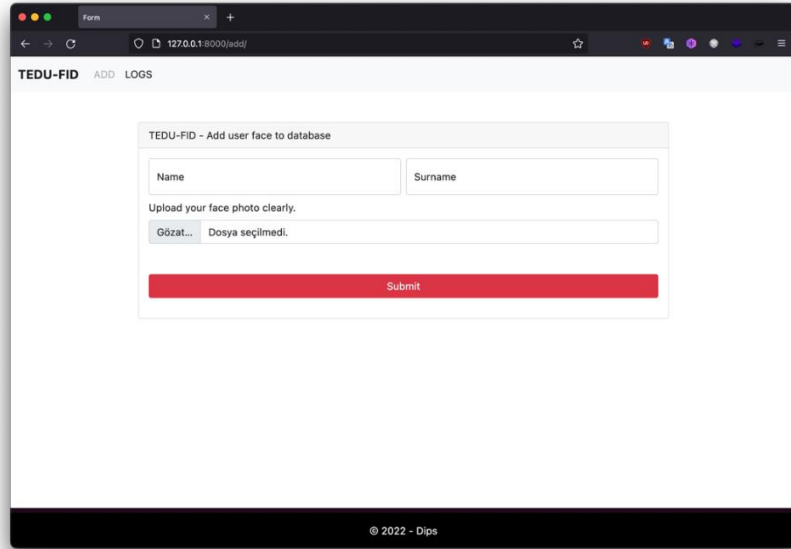 Form
127.0.0.1:8000/add/
TEDU-FID ADD LOGS
TEDU-FID - Add user face to database
Name Surname
Upload your face photo clearly.
Gözat... Dosya seçilmedi.
Submit
© 2022 - Dips